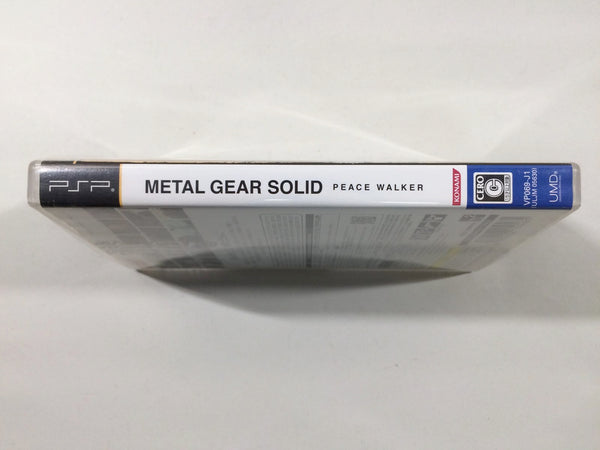 PSP
METAL GEAR SOLID PEACE WALKER
KONAMI
CERO
C
VP069-J1
(ULJM 05630)
UMD